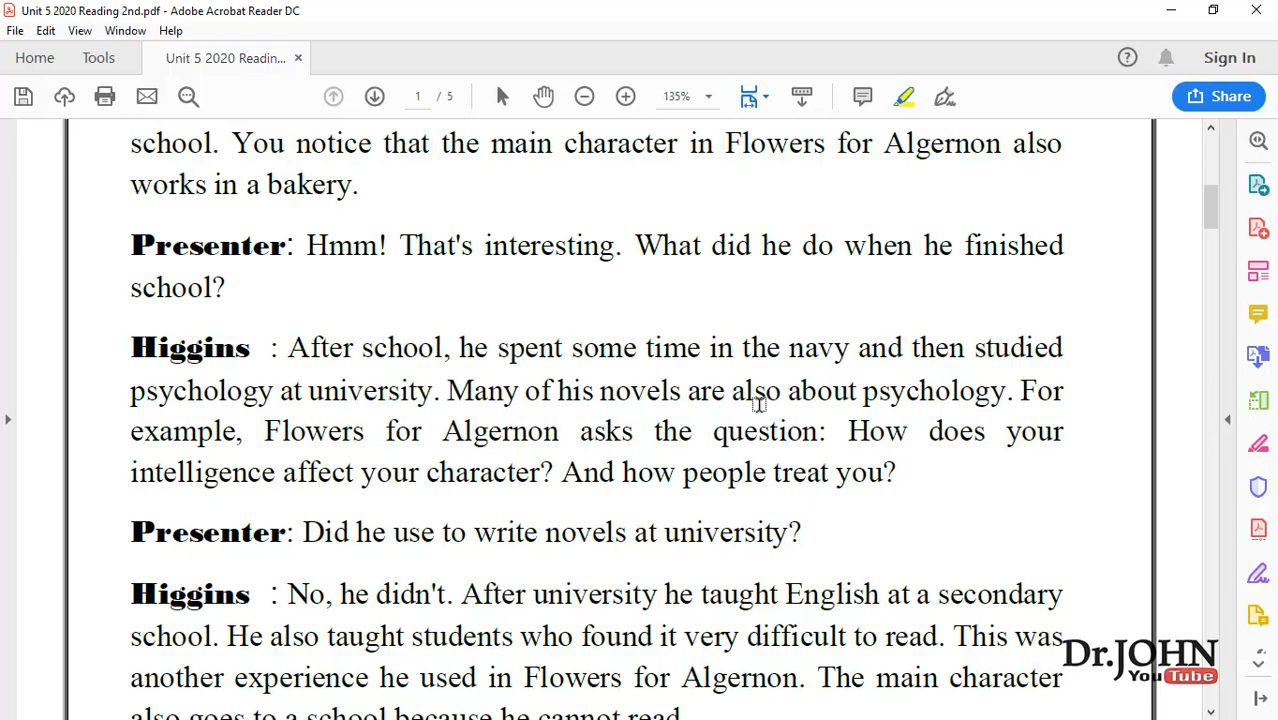 Unit 5 2020 Reading 2nd.pdf - Adobe Acrobat Reader DC
File Edit View Window Help
Home Tools Unit 5 2020 Readin... ×
Sign In
1 / 5 135% Share
school. You notice that the main character in Flowers for Algernon also
works in a bakery.
Presenter: Hmm! That's interesting. What did he do when he finished
school?
Higgins : After school, he spent some time in the navy and then studied
psychology at university. Many of his novels are also about psychology. For
example, Flowers for Algernon asks the question: How does your
intelligence affect your character? And how people treat you?
Presenter: Did he use to write novels at university?
Higgins : No, he didn't. After university he taught English at a secondary
school. He also taught students who found it very difficult to read. This was
another experience he used in Flowers for Algernon. The main character
also goes to a school because he cannot read.
Dr.JOHN
YouTube